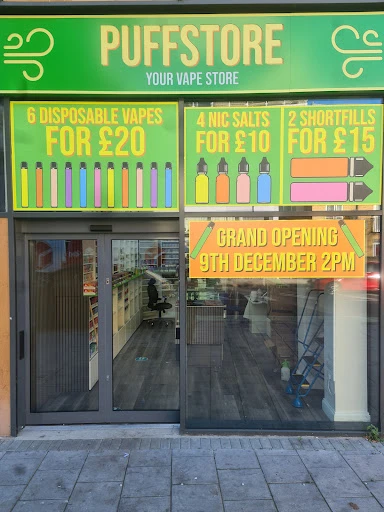 PUFFSTORE
YOUR VAPE STORE
6 DISPOSABLE VAPES
FOR £20
4 NIC SALTS
FOR £10
2 SHORTFILLS
FOR £15
GRAND OPENING
9TH DECEMBER 2PM